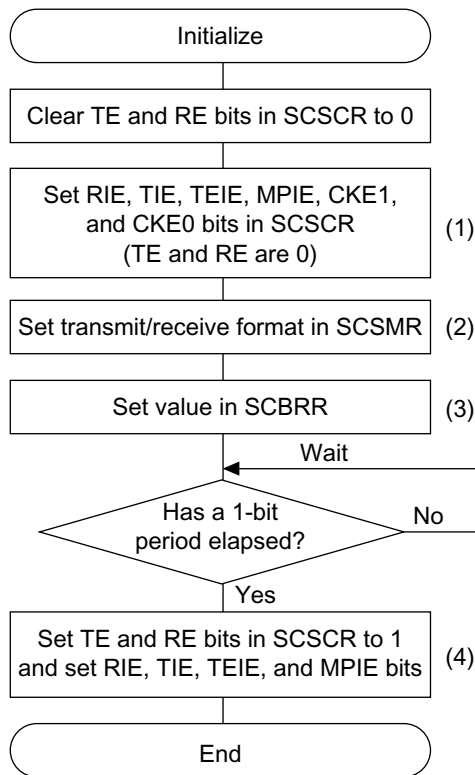 Initialize
Clear TE and RE bits in SCSCR to 0
Set RIE, TIE, TEIE, MPIE, CKE1,
and CKE0 bits in SCSCR
(TE and RE are 0)
(1)
Set transmit/receive format in SCSMR
(2)
Set value in SCBRR
(3)
Wait
Has a 1-bit
period elapsed?
No
Yes
Set TE and RE bits in SCSCR to 1
and set RIE, TIE, TEIE, and MPIE bits
(4)
End